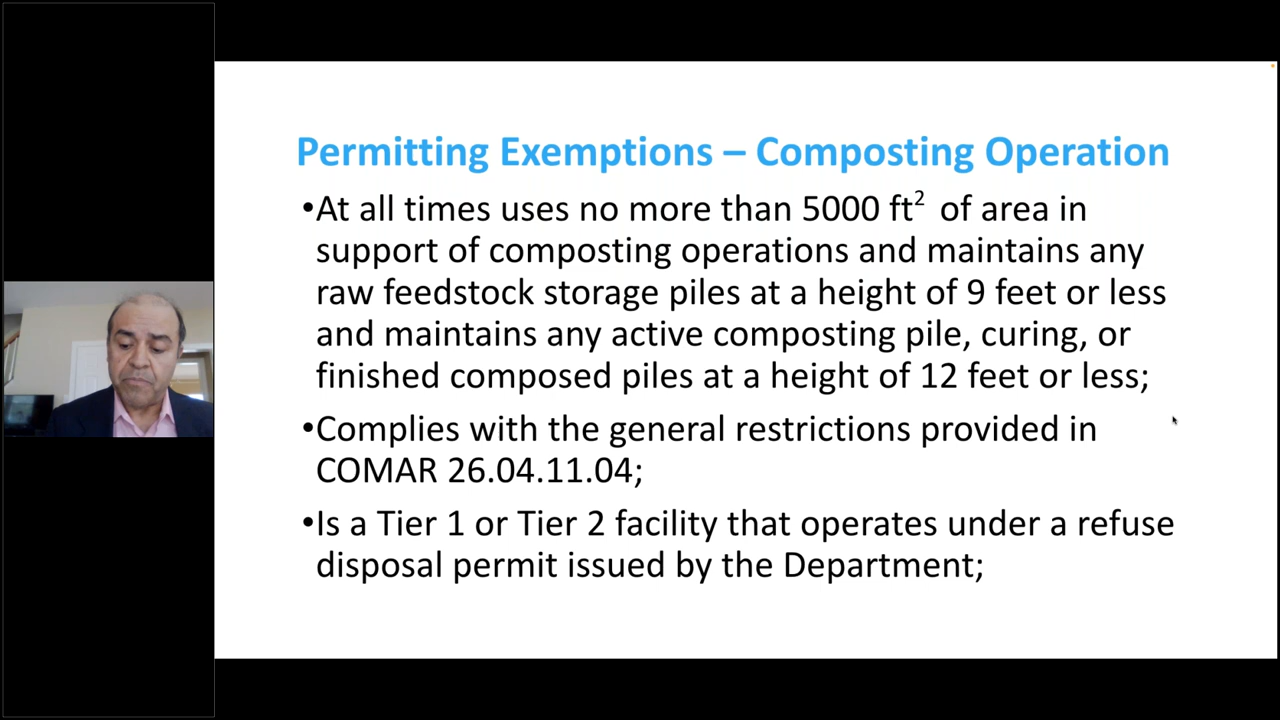 Permitting Exemptions – Composting Operation
•At all times uses no more than 5000 ft² of area in
support of composting operations and maintains any
raw feedstock storage piles at a height of 9 feet or less
and maintains any active composting pile, curing, or
finished composed piles at a height of 12 feet or less;
•Complies with the general restrictions provided in
COMAR 26.04.11.04;
•Is a Tier 1 or Tier 2 facility that operates under a refuse
disposal permit issued by the Department;